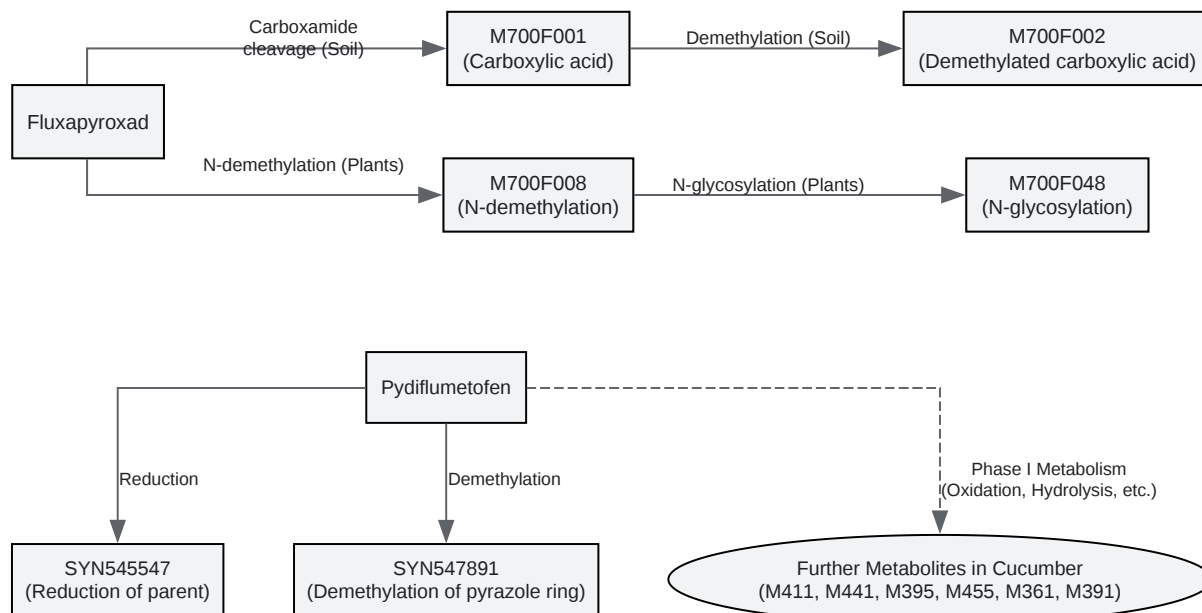 Carboxamide
cleavage (Soil)
M700F001
(Carboxylic acid)
Demethylation (Soil)
M700F002
(Demethylated carboxylic acid)
Fluxapyroxad
N-demethylation (Plants)
M700F008
(N-demethylation)
N-glycosylation (Plants)
M700F048
(N-glycosylation)
Pydiflumetofen
Reduction
Demethylation
Phase I Metabolism
(Oxidation, Hydrolysis, etc.)
SYN545547
(Reduction of parent)
SYN547891
(Demethylation of pyrazole ring)
Further Metabolites in Cucumber
(M411, M441, M395, M455, M361, M391)